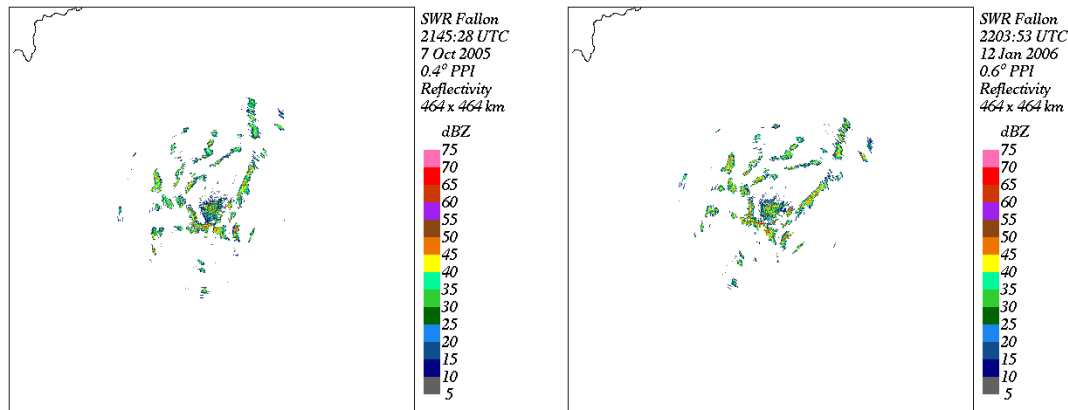 SWR Fallon
2145:28 UTC
7 Oct 2005
0.4° PPI
Reflectivity
464 x 464 km
dBZ
75
70
65
60
55
50
45
40
35
30
25
20
15
10
5
SWR Fallon
2203:53 UTC
12 Jan 2006
0.6° PPI
Reflectivity
464 x 464 km
dBZ
75
70
65
60
55
50
45
40
35
30
25
20
15
10
5